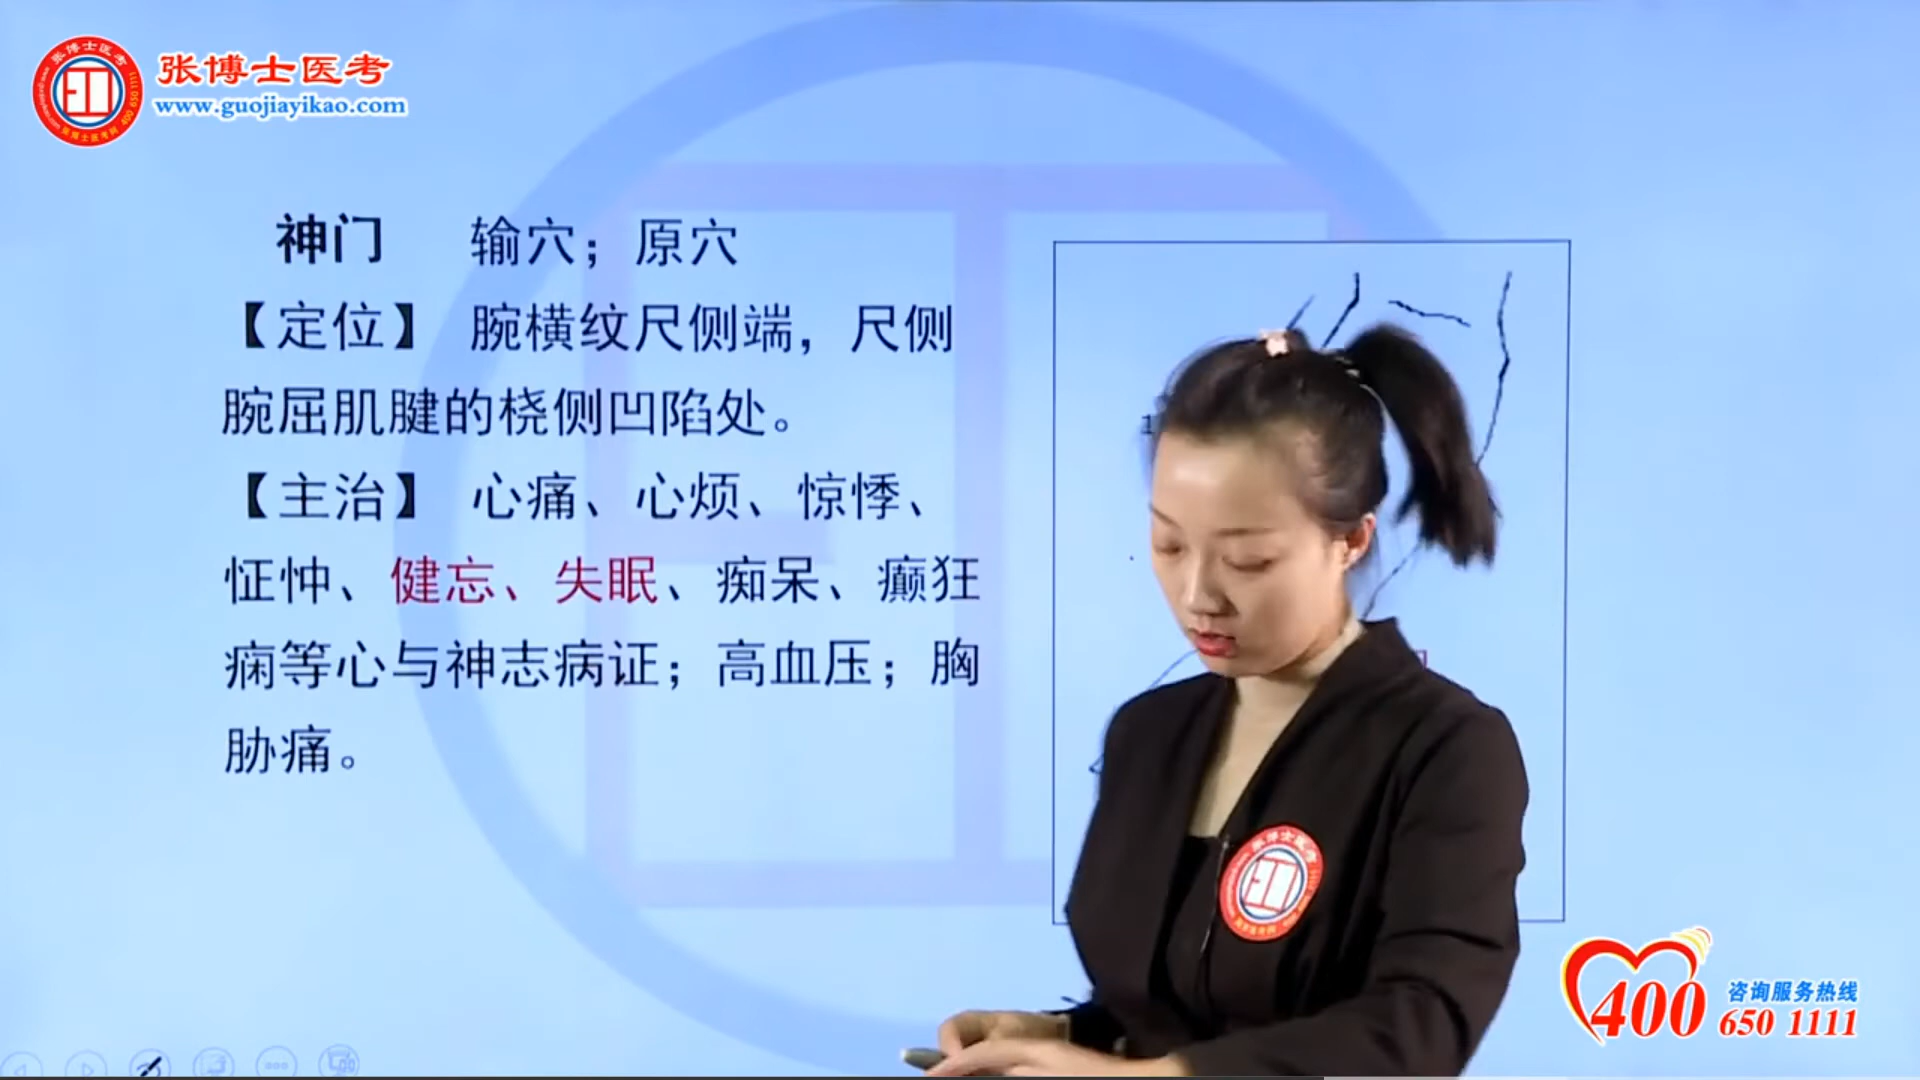 张博士医考
www.guojiayikao.com
神门 输穴；原穴
【定位】 腕横纹尺侧端，尺侧
腕屈肌腱的桡侧凹陷处。
【主治】 心痛、心烦、惊悸、
怔忡、健忘、失眠、痴呆、癫狂
痫等心与神志病证；高血压；胸
胁痛。
咨询服务热线
400 650 1111